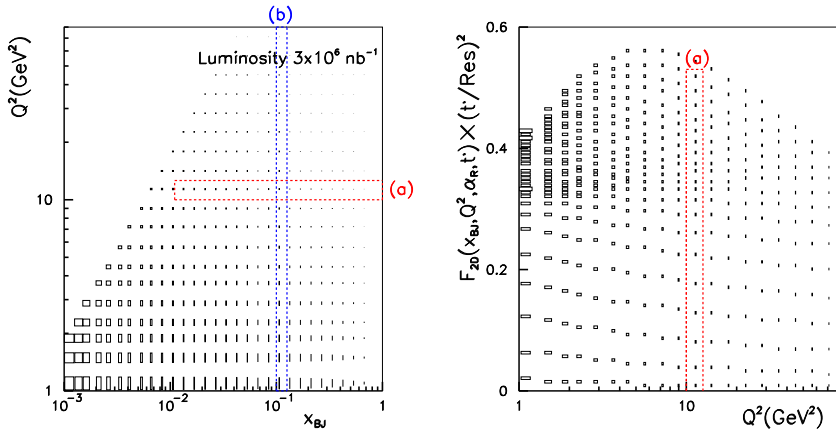 (b)
Luminosity 3x10⁶ nb⁻¹
Q²(GeV²)
10
1
(a)
10⁻³
10⁻²
10⁻¹
1
x_BJ
F_2D(x_BJ,Q²,α_R,t')X(t'/Res)²
0.6
0.4
0.2
0
(a)
1
10
Q²(GeV²)